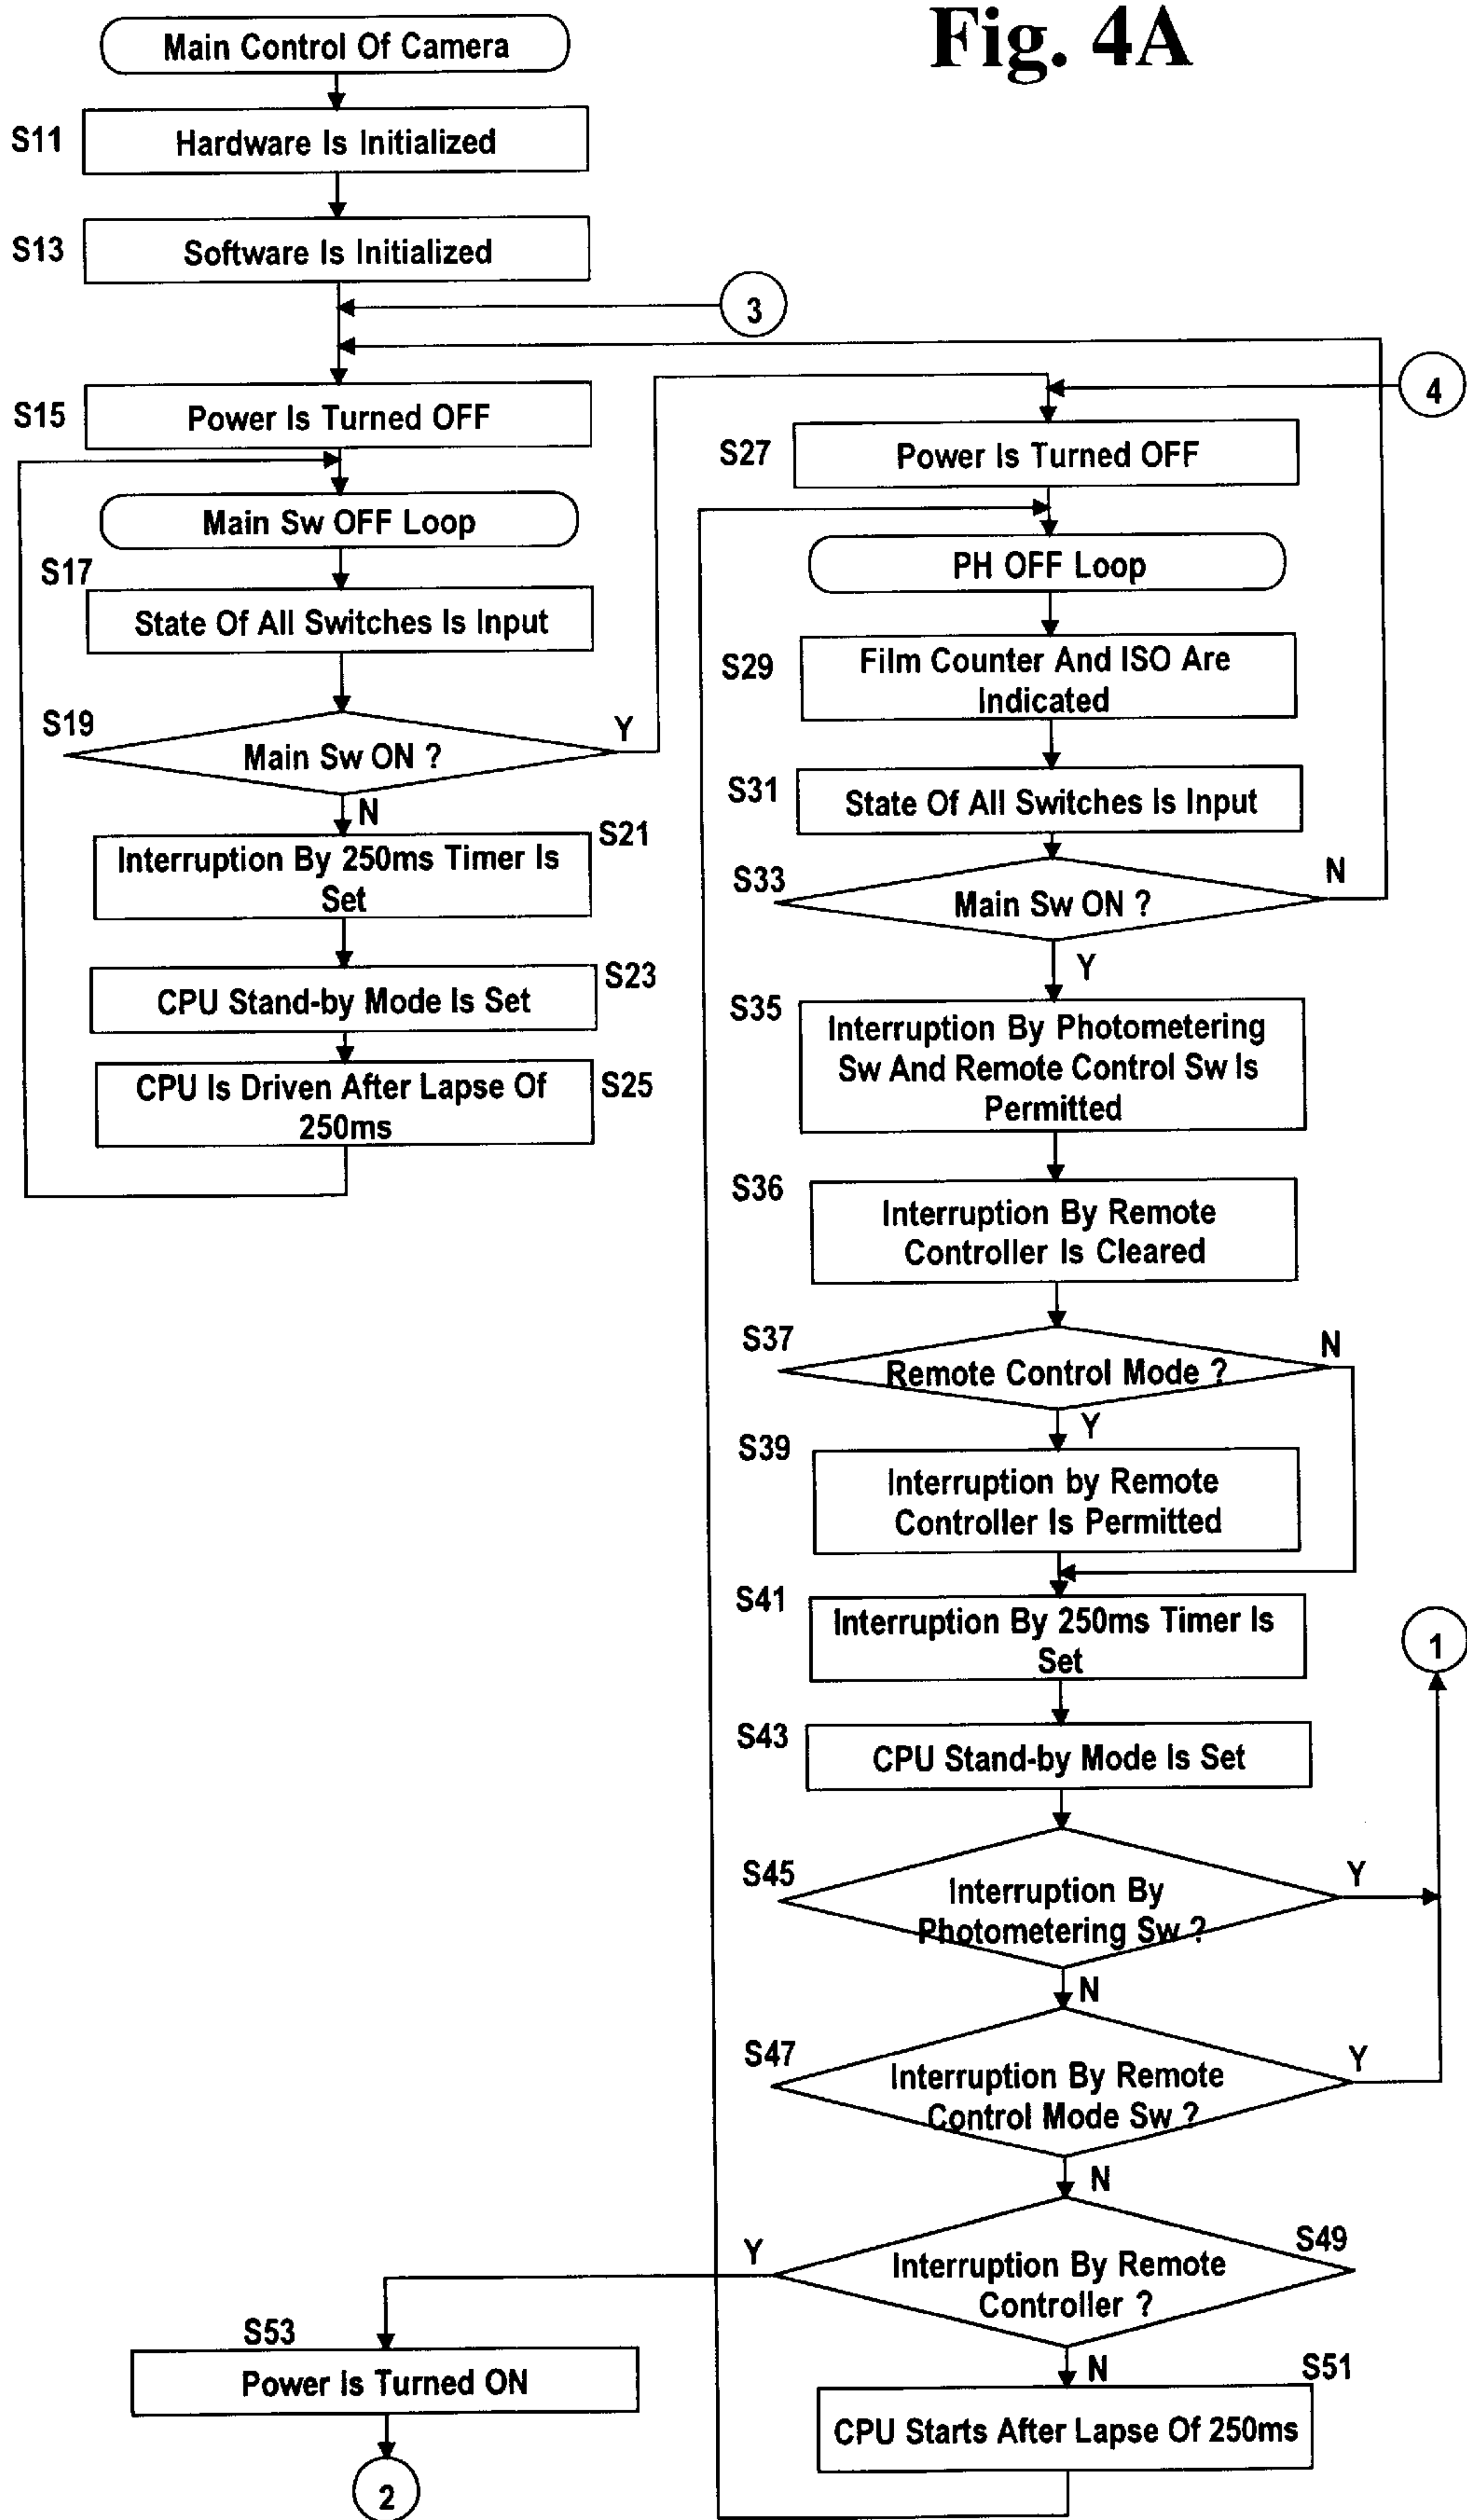 Fig. 4A
Main Control Of Camera
S11
Hardware Is Initialized
S13
Software Is Initialized
3
S15
Power Is Turned OFF
Main Sw OFF Loop
S17
State Of All Switches Is Input
S19
Main Sw ON ?
Y
N
S21
Interruption By 250ms Timer Is
Set
S23
CPU Stand-by Mode Is Set
S25
CPU Is Driven After Lapse Of
250ms
4
S27
Power Is Turned OFF
PH OFF Loop
S29
Film Counter And ISO Are
Indicated
S31
State Of All Switches Is Input
S33
Main Sw ON ?
N
Y
S35
Interruption By Photometering
Sw And Remote Control Sw Is
Permitted
S36
Interruption By Remote
Controller Is Cleared
S37
Remote Control Mode ?
N
Y
S39
Interruption by Remote
Controller Is Permitted
S41
Interruption By 250ms Timer Is
Set
1
S43
CPU Stand-by Mode Is Set
S45
Interruption By
Photometering Sw ?
Y
N
S47
Interruption By Remote
Control Mode Sw ?
Y
N
S49
Interruption By Remote
Controller ?
Y
N
S53
Power Is Turned ON
2
S51
CPU Starts After Lapse Of 250ms